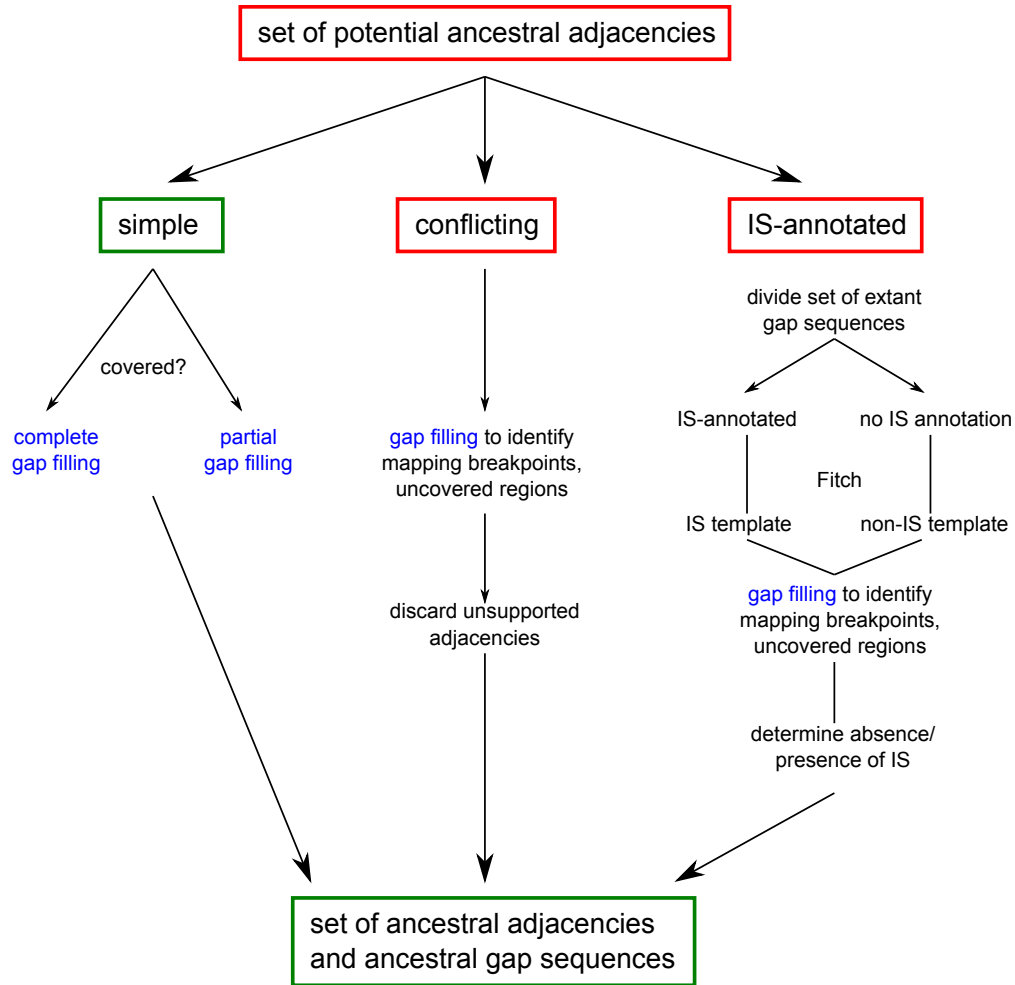 set of potential ancestral adjacencies
simple
conflicting
IS-annotated
covered?
complete
gap filling
partial
gap filling
gap filling to identify
mapping breakpoints,
uncovered regions
discard unsupported
adjacencies
divide set of extant
gap sequences
IS-annotated
no IS annotation
Fitch
IS template
non-IS template
gap filling to identify
mapping breakpoints,
uncovered regions
determine absence/
presence of IS
set of ancestral adjacencies
and ancestral gap sequences